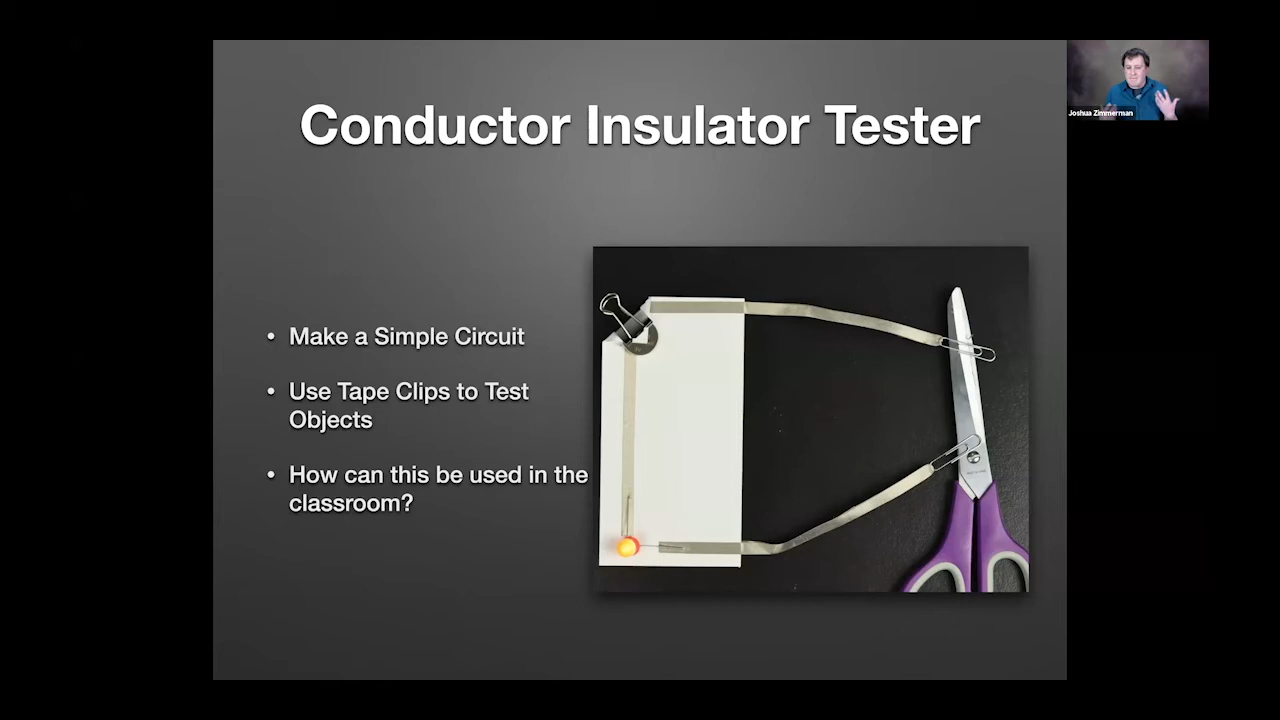 Conductor Insulator Tester
Joshua Zimmerman
• Make a Simple Circuit
• Use Tape Clips to Test
Objects
• How can this be used in the
classroom?